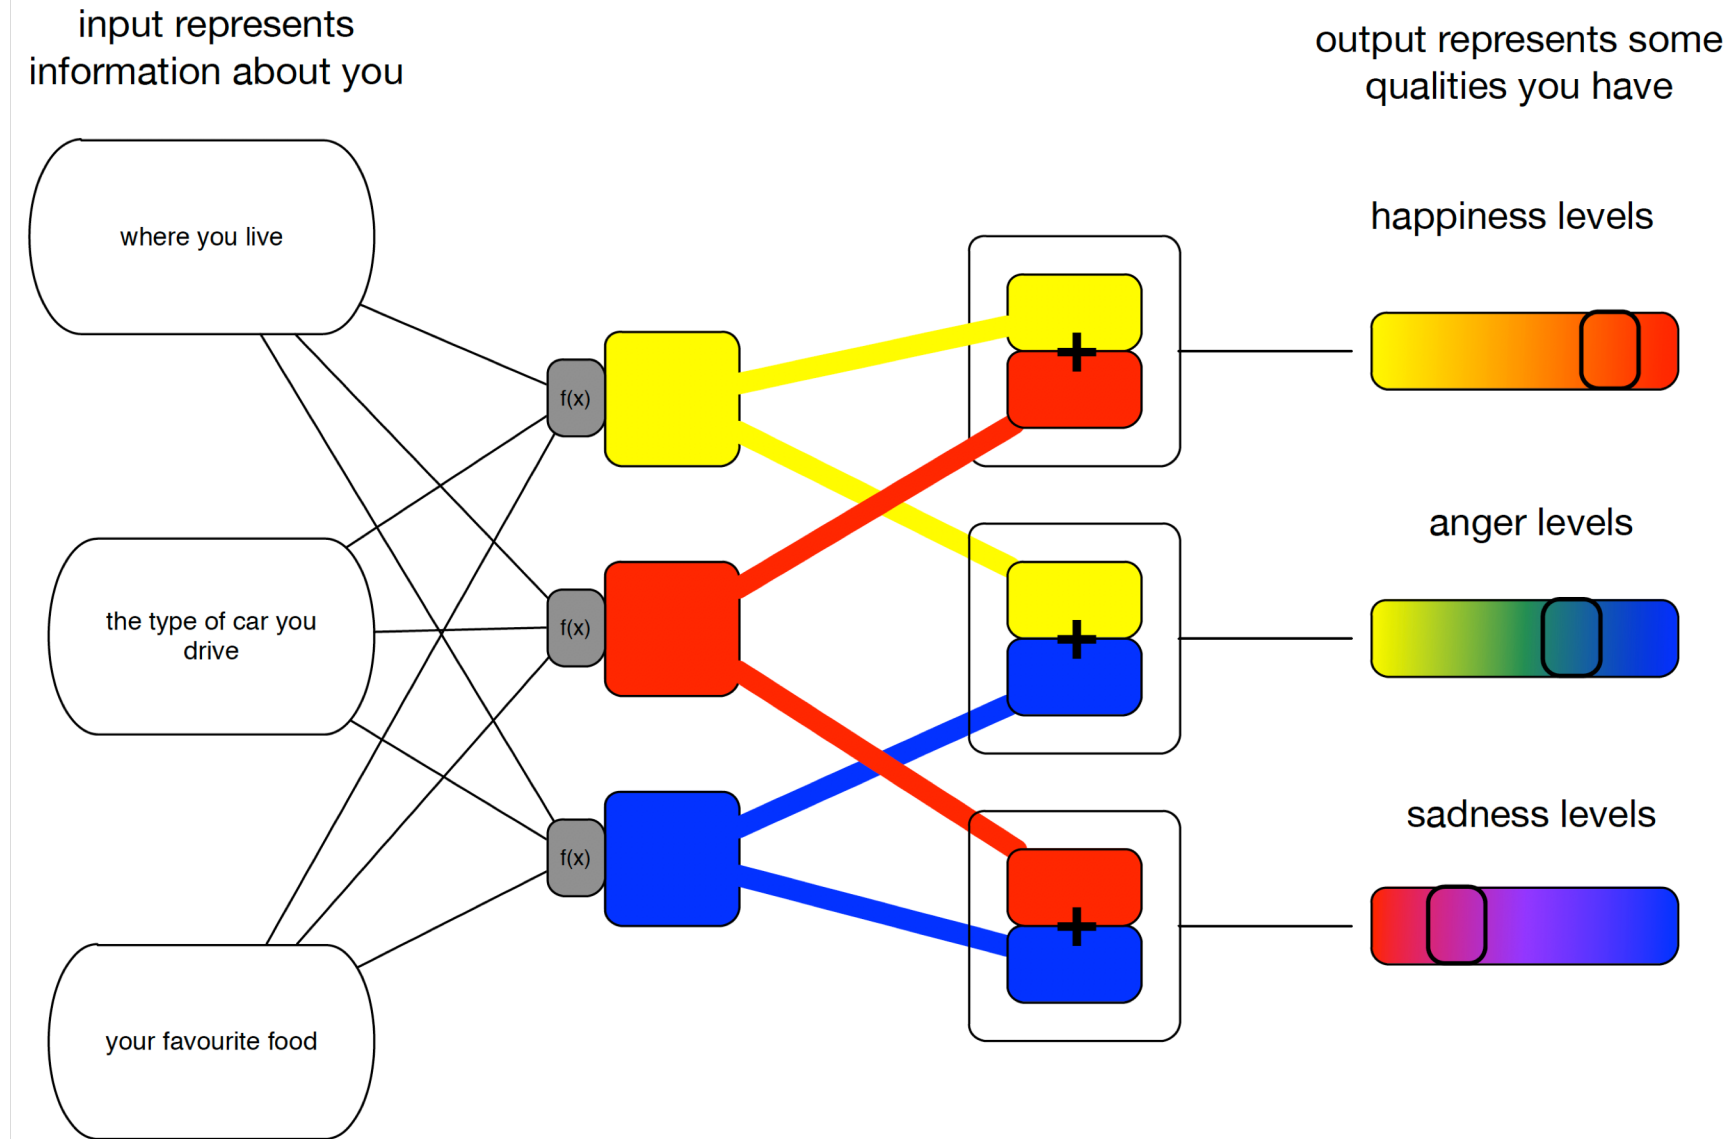 input represents
information about you
output represents some
qualities you have
where you live
happiness levels
f(x)
anger levels
the type of car you
drive
f(x)
sadness levels
f(x)
your favourite food